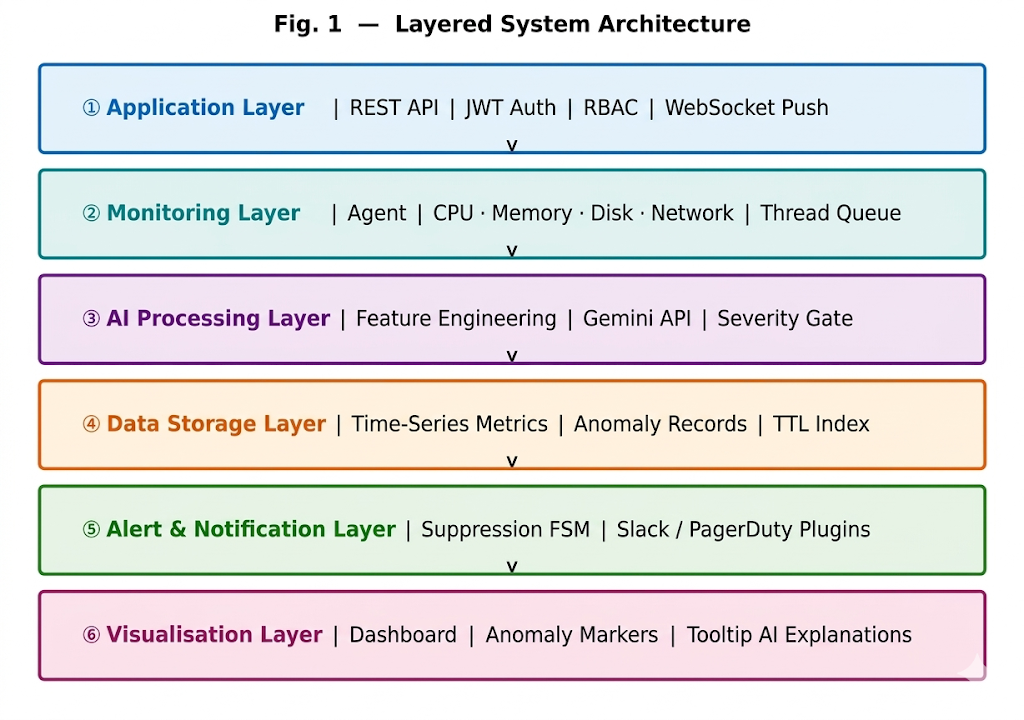 Fig. 1 — Layered System Architecture
① Application Layer | REST API | JWT Auth | RBAC | WebSocket Push
v
② Monitoring Layer | Agent | CPU · Memory · Disk · Network | Thread Queue
v
③ AI Processing Layer | Feature Engineering | Gemini API | Severity Gate
v
④ Data Storage Layer | Time-Series Metrics | Anomaly Records | TTL Index
v
⑤ Alert & Notification Layer | Suppression FSM | Slack / PagerDuty Plugins
v
⑥ Visualisation Layer | Dashboard | Anomaly Markers | Tooltip AI Explanations